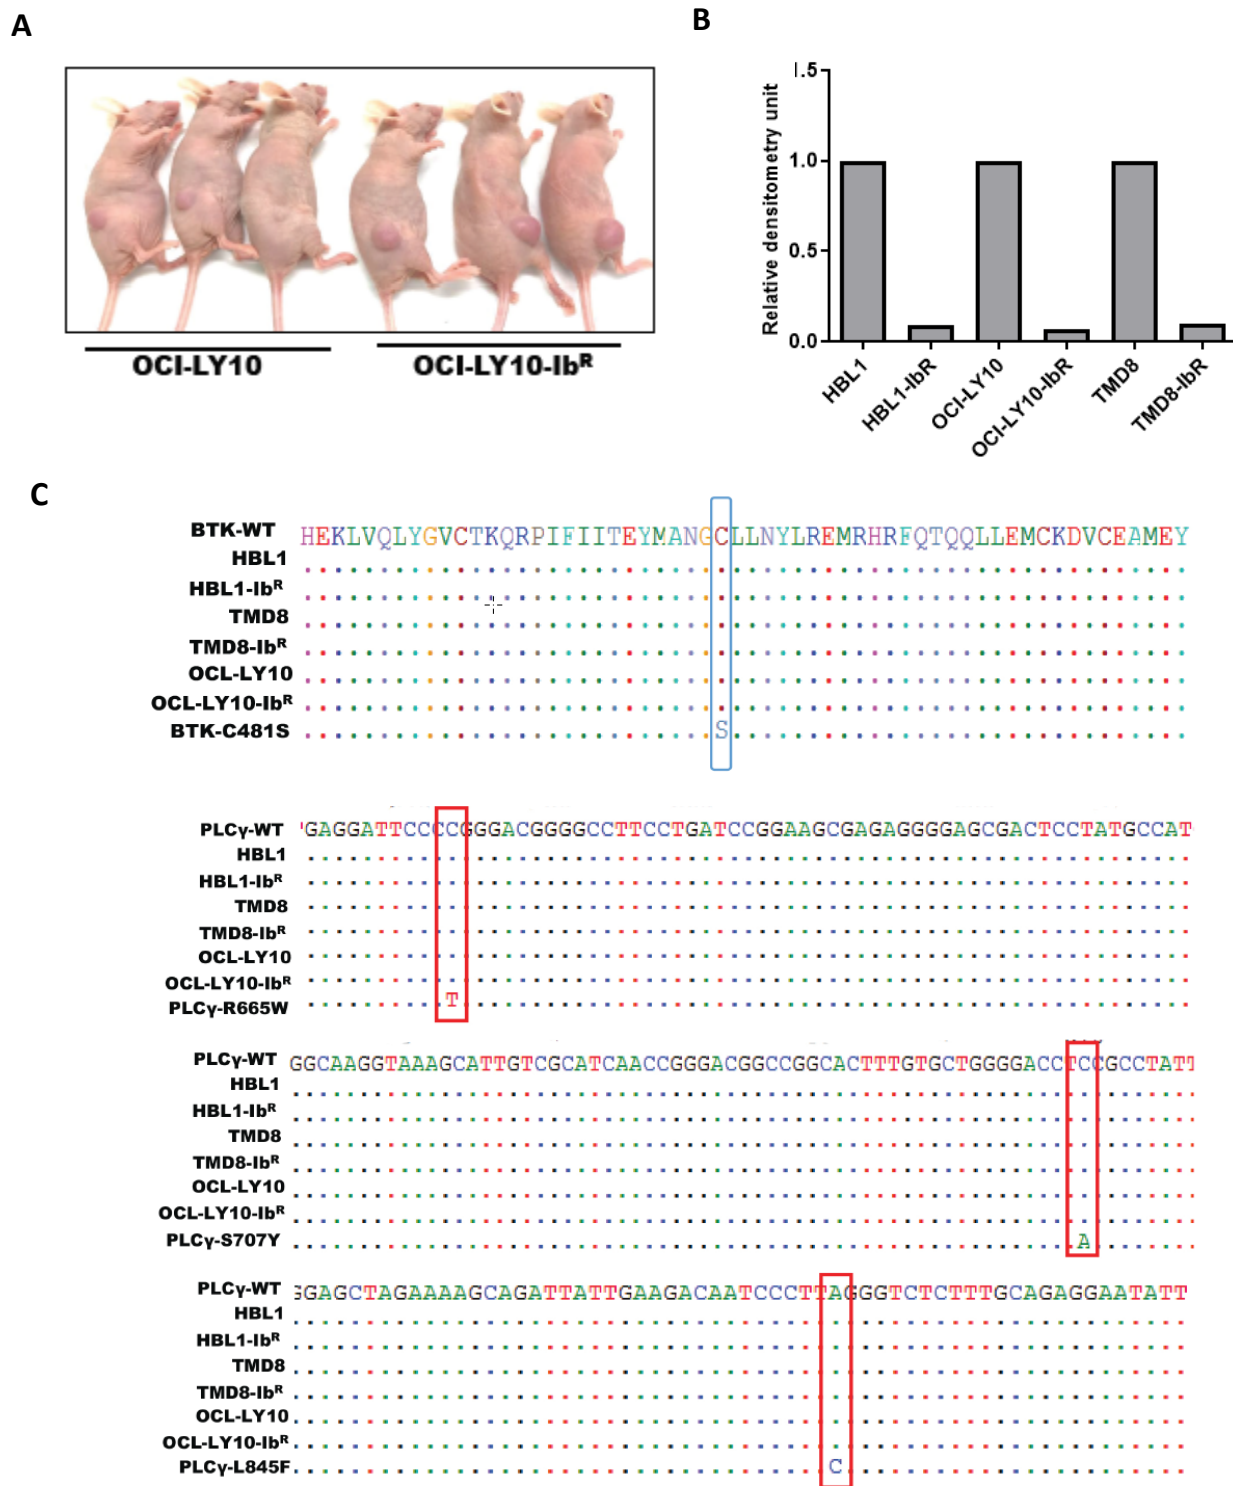 A
B
OCI-LY10
OCI-LY10-Ibᴿ
Relative densitometry unit
1.5
1.0
0.5
0.0
HBL1
HBL1-IbR
OCI-LY10
OCI-LY10-IbR
TMD8
TMD8-IbR
C
BTK-WT HEKLVQLYGVCTKQRPIFIITEYMANGCLLNYLREMRHRFQTQQLLEMCKDVCEAMEY
HBL1
HBL1-Ibᴿ
TMD8
TMD8-Ibᴿ
OCL-LY10
OCL-LY10-Ibᴿ
BTK-C481S S
PLCγ-WT GAGGATTCCCCGGGACGGGGCCTTCCTGATCCGGAAGCGAGAGGGGAGCGACTCCTATGCCAT
HBL1
HBL1-Ibᴿ
TMD8
TMD8-Ibᴿ
OCL-LY10
OCL-LY10-Ibᴿ
PLCγ-R665W T
PLCγ-WT GGCAAGGTAAAGCATTGTCGCATCAACCGGGACGGCCGGCACTTTGTGCTGGGGACCTCCGCCTATT
HBL1
HBL1-Ibᴿ
TMD8
TMD8-Ibᴿ
OCL-LY10
OCL-LY10-Ibᴿ
PLCγ-S707Y A
PLCγ-WT GGAGCTAGAAAAGCAGATTATTGAAGACAATCCCTTAGGGTCTCTTTGCAGAGGAATATT
HBL1
HBL1-Ibᴿ
TMD8
TMD8-Ibᴿ
OCL-LY10
OCL-LY10-Ibᴿ
PLCγ-L845F C